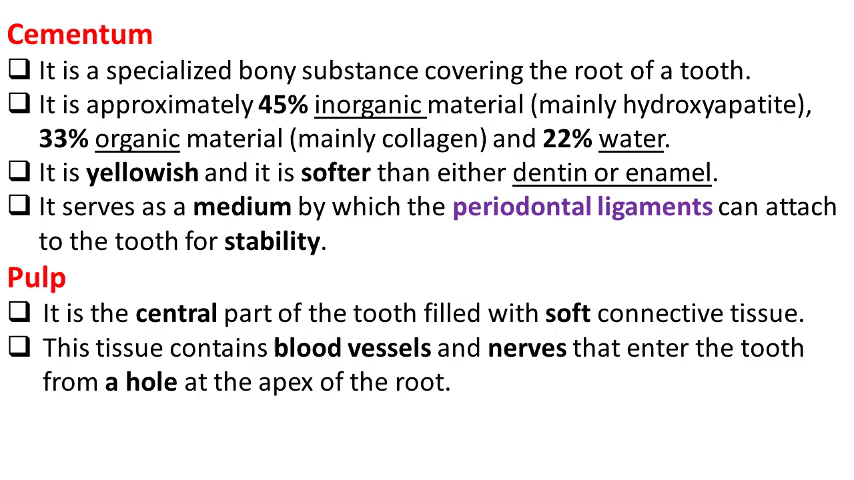 Cementum
❑ It is a specialized bony substance covering the root of a tooth.
❑ It is approximately 45% inorganic material (mainly hydroxyapatite),
33% organic material (mainly collagen) and 22% water.
❑ It is yellowish and it is softer than either dentin or enamel.
❑ It serves as a medium by which the periodontal ligaments can attach
to the tooth for stability.
Pulp
❑ It is the central part of the tooth filled with soft connective tissue.
❑ This tissue contains blood vessels and nerves that enter the tooth
from a hole at the apex of the root.